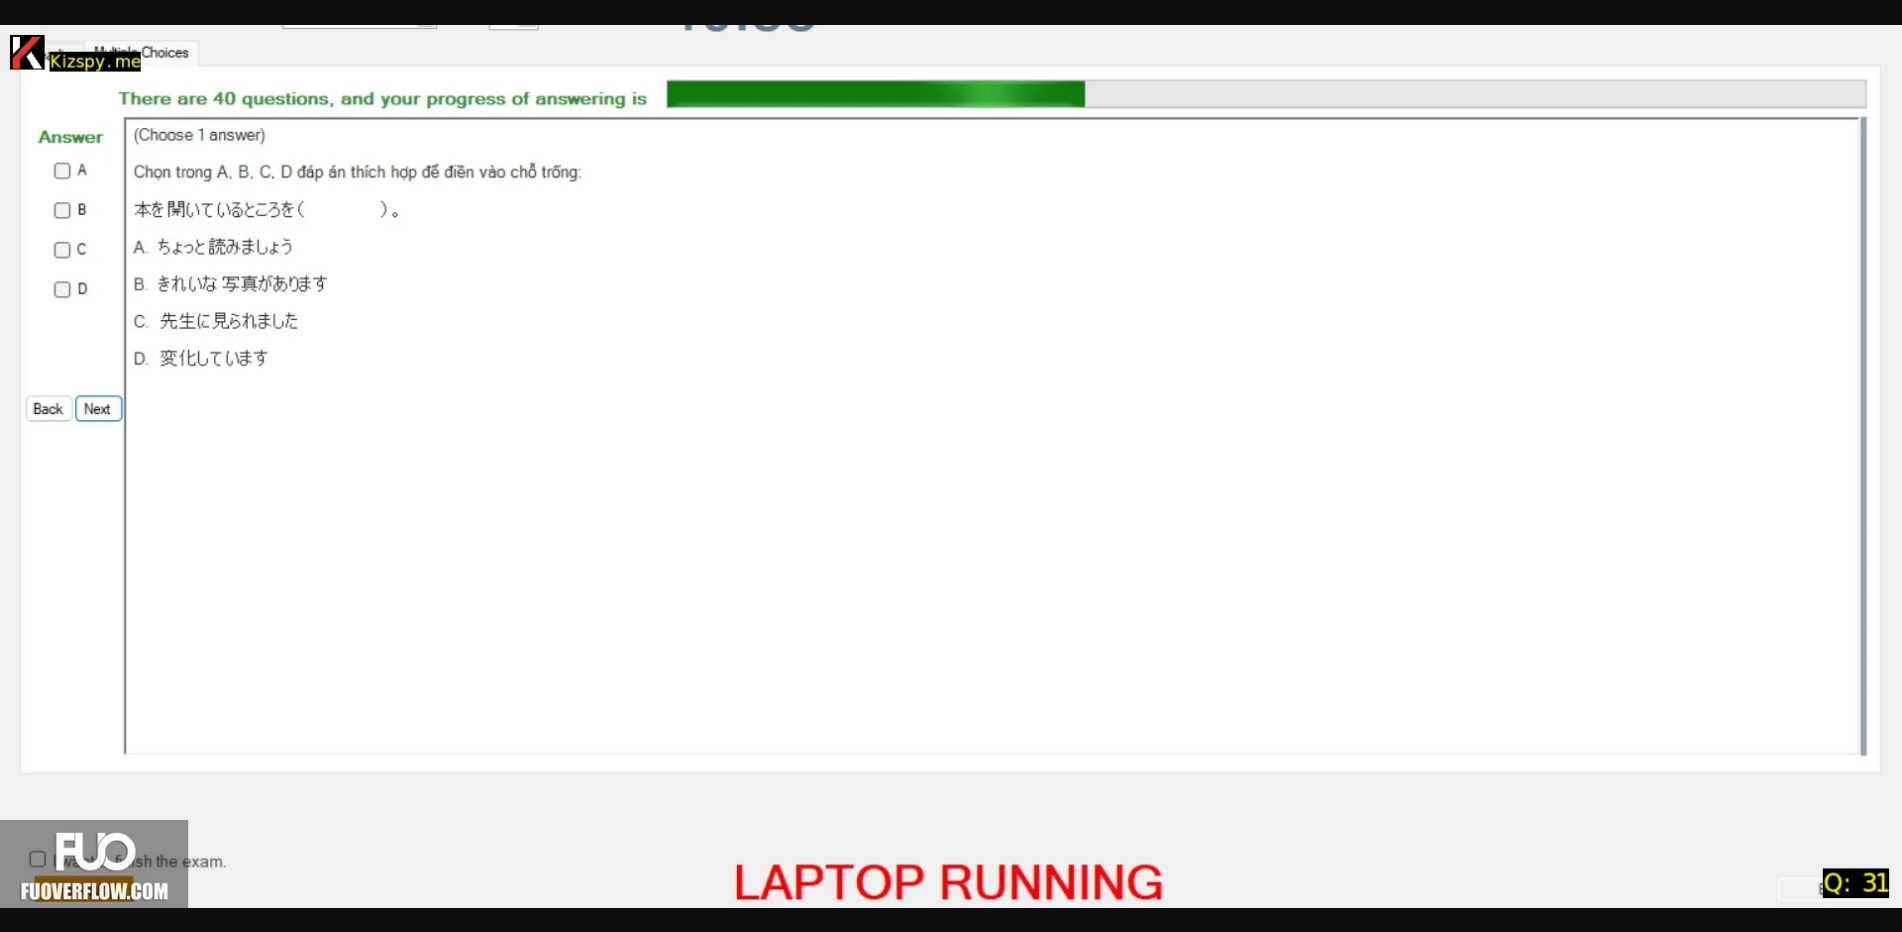 Multiple Choices
Kizspy.me
There are 40 questions, and your progress of answering is
Answer
(Choose 1 answer)
A
Chọn trong A, B, C, D đáp án thích hợp để điền vào chỗ trống:
B
本を開いているところを( )。
C
A. ちょっと読みましょう
D
B. きれいな 写真があります
C. 先生に見られました
D. 変化しています
Back Next
FUO
finish the exam.
FUOVERFLOW.COM
LAPTOP RUNNING
Q: 31